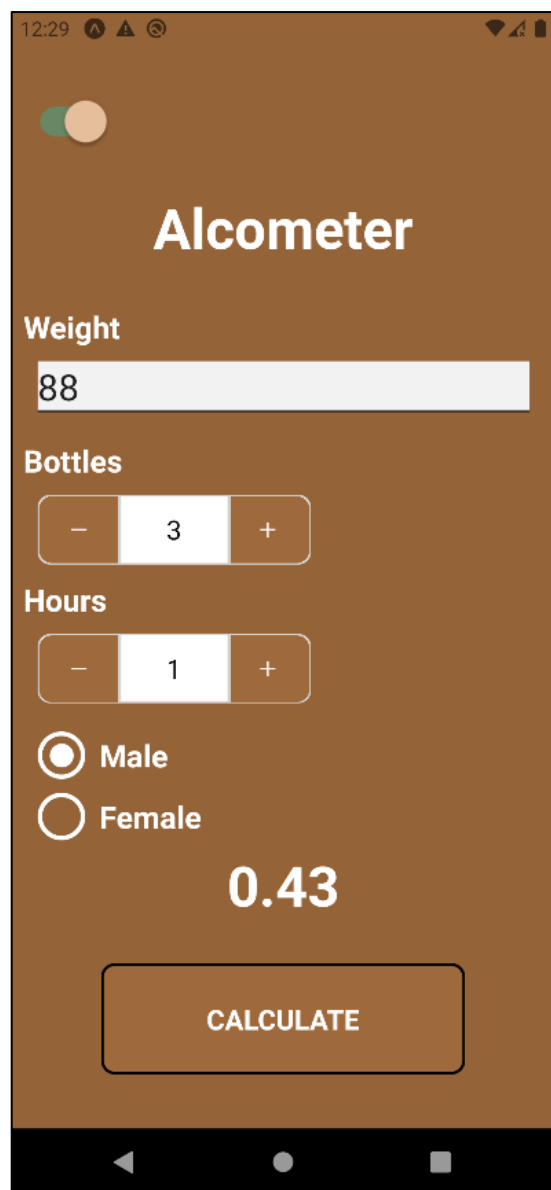 12:29
Alcometer
Weight
88
Bottles
− 3 +
Hours
− 1 +
Male
Female
0.43
CALCULATE